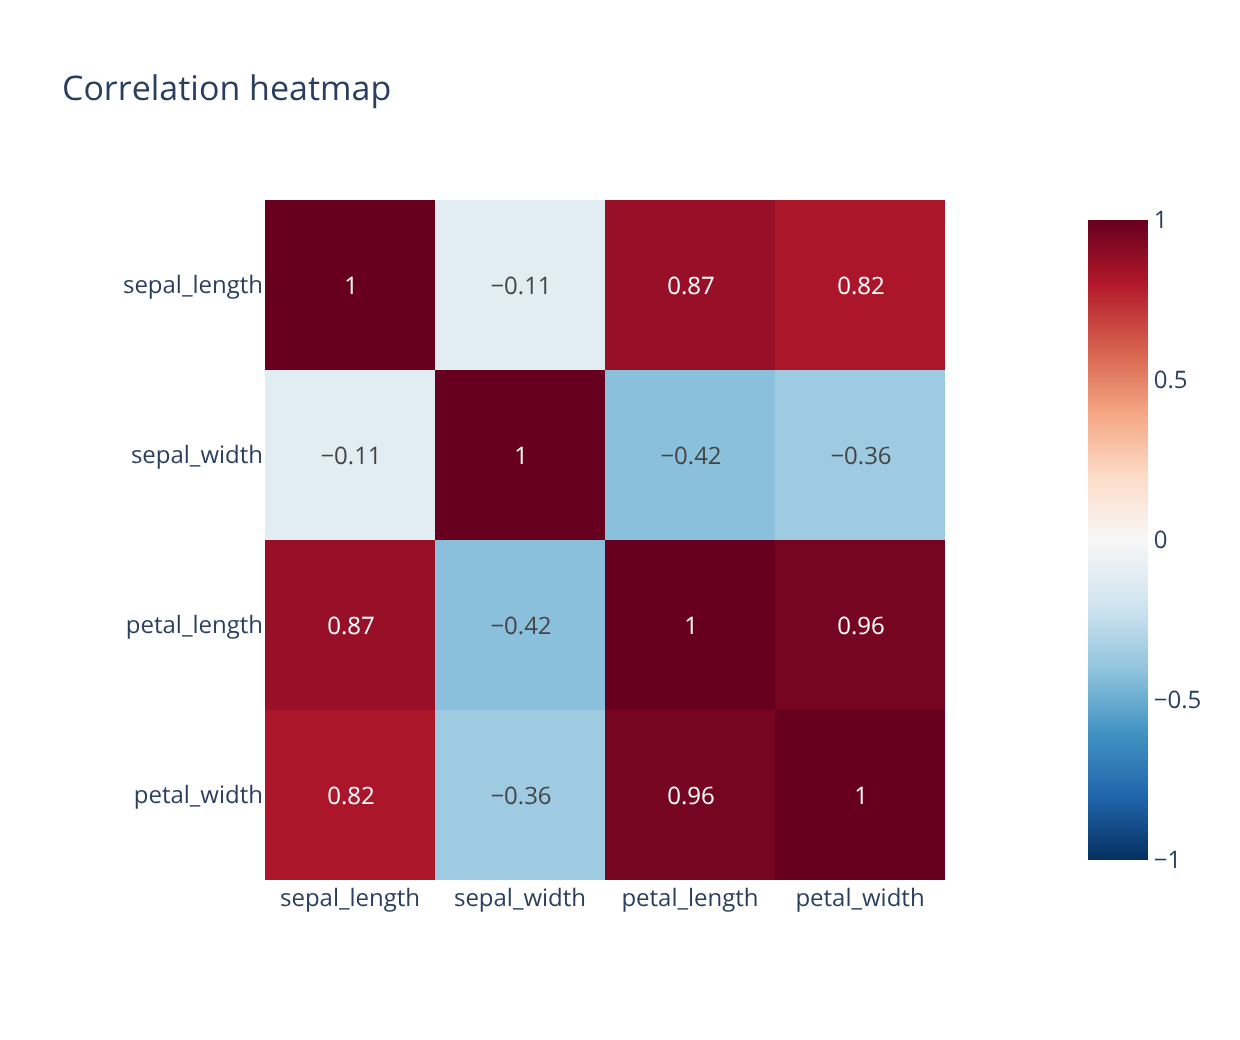 Correlation heatmap
sepal_length 1 −0.11 0.87 0.82
sepal_width −0.11 1 −0.42 −0.36
petal_length 0.87 −0.42 1 0.96
petal_width 0.82 −0.36 0.96 1
sepal_length sepal_width petal_length petal_width
1
0.5
0
−0.5
−1